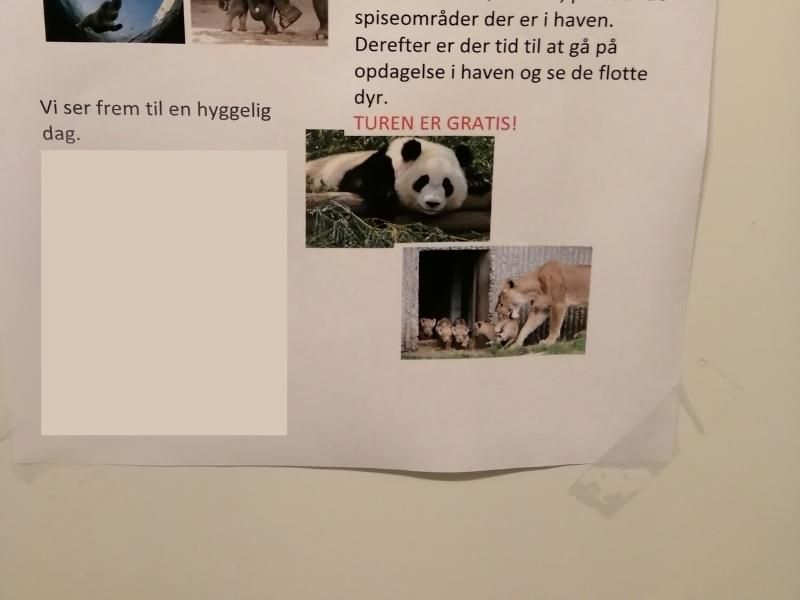 spiseområder der er i haven.
Derefter er der tid til at gå på
opdagelse i haven og se de flotte
dyr.
TUREN ER GRATIS!
Vi ser frem til en hyggelig
dag.